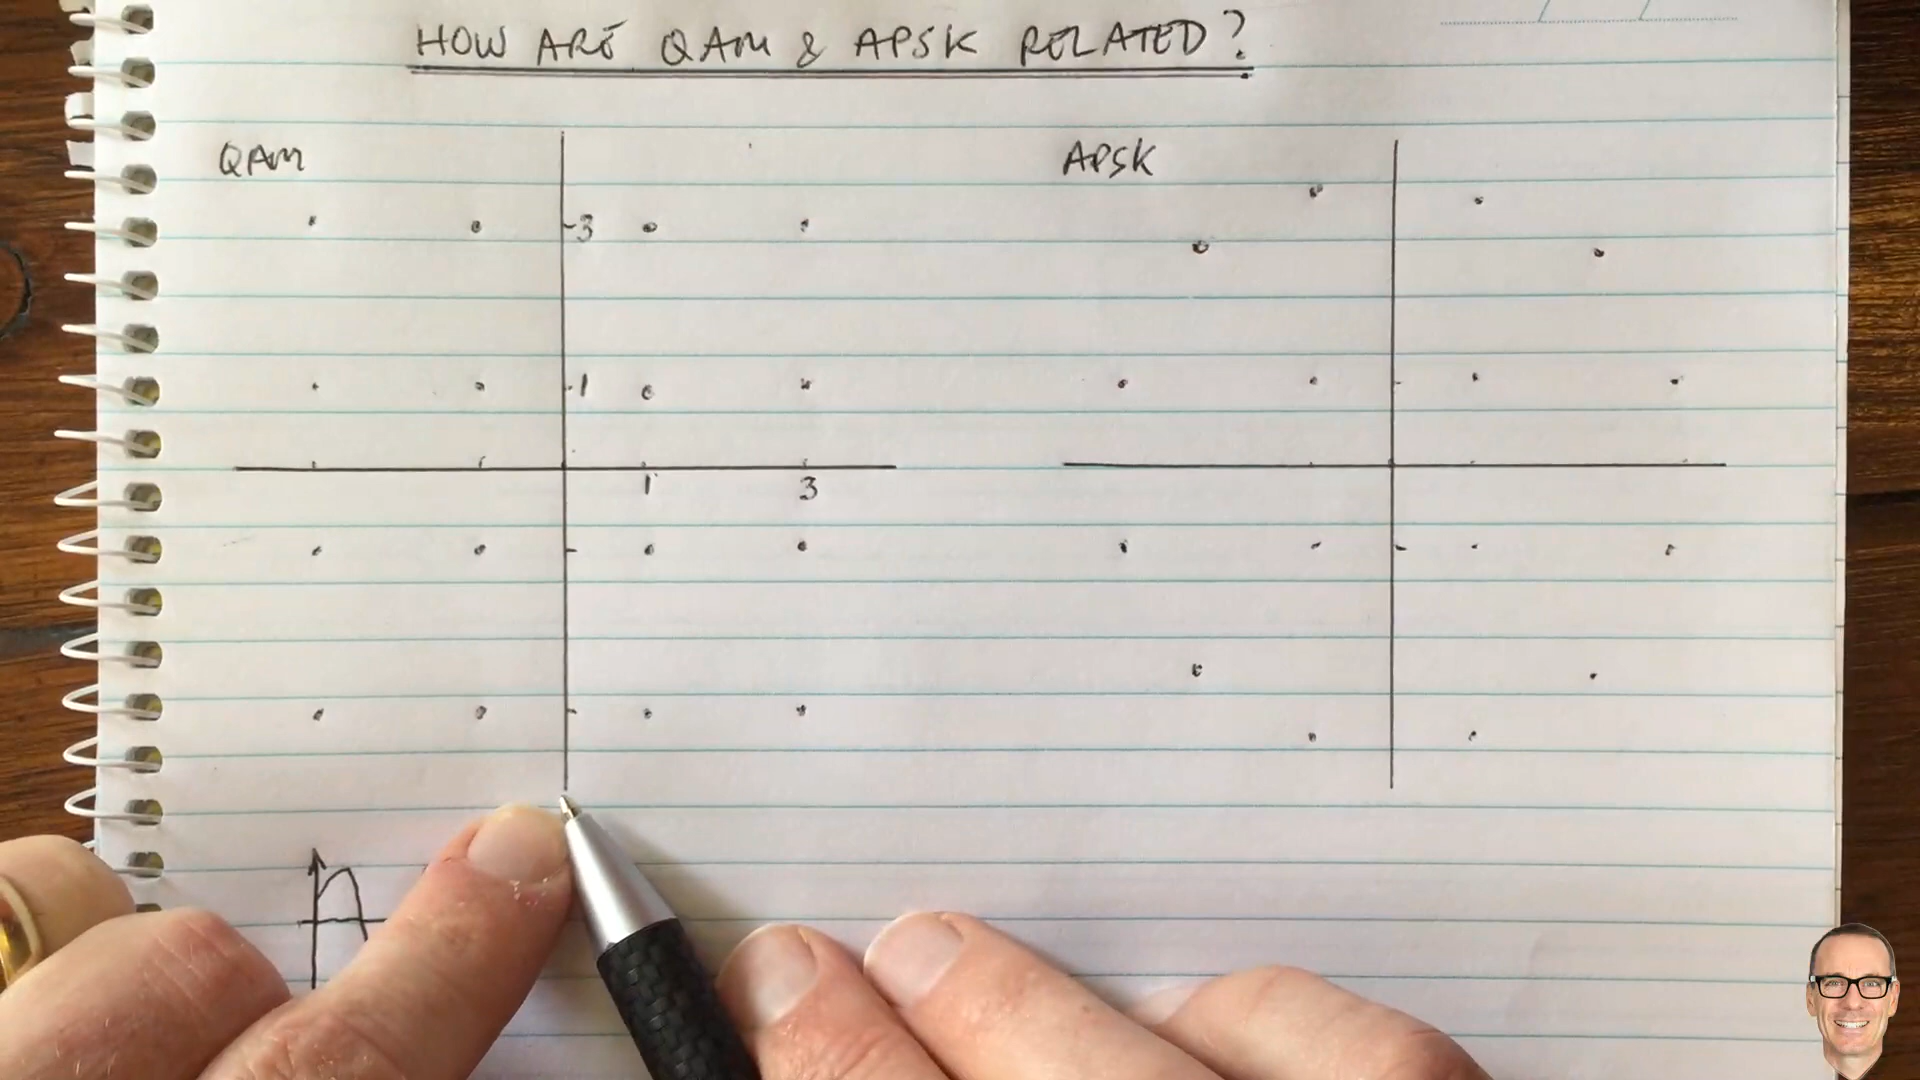 HOW ARE QAM & APSK RELATED?
QAM
APSK
3
1
1 3